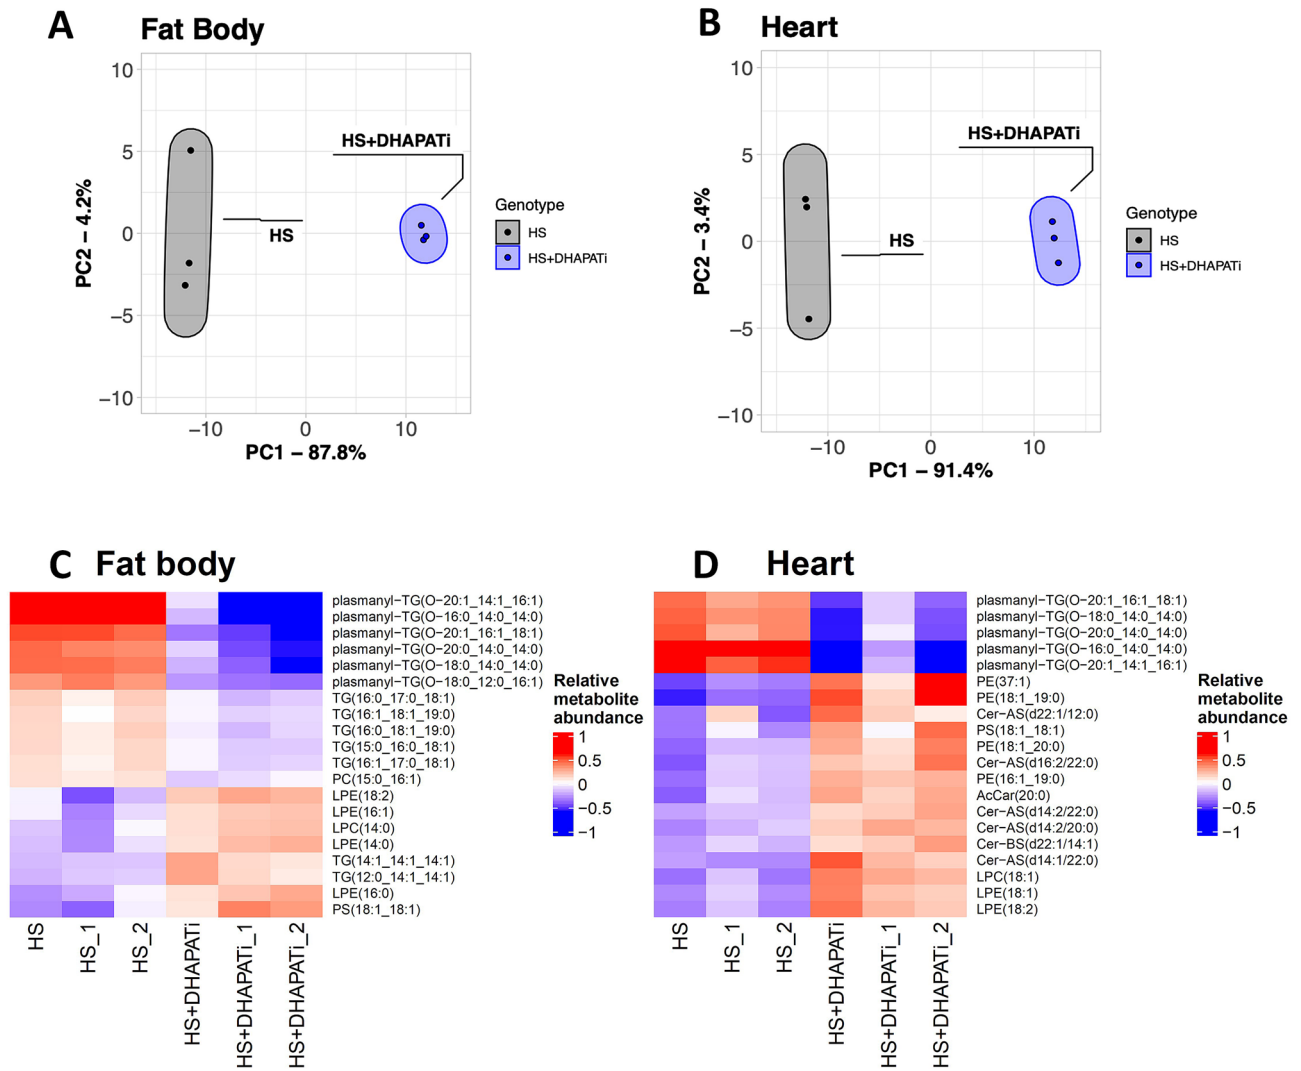 A
Fat Body
10
5
0
−5
−10
PC2 − 4.2%
−10
0
10
PC1 − 87.8%
HS+DHAPATi
HS
Genotype
HS
HS+DHAPATi
B
Heart
10
5
0
−5
−10
PC2 − 3.4%
−10
0
10
PC1 − 91.4%
HS+DHAPATi
HS
Genotype
HS
HS+DHAPATi
C
Fat body
plasmanyl−TG(O−20:1_14:1_16:1)
plasmanyl−TG(O−16:0_14:0_14:0)
plasmanyl−TG(O−20:1_16:1_18:1)
plasmanyl−TG(O−20:0_14:0_14:0)
plasmanyl−TG(O−18:0_14:0_14:0)
plasmanyl−TG(O−18:0_12:0_16:1)
TG(16:0_17:0_18:1)
TG(16:1_18:1_19:0)
TG(16:0_18:1_19:0)
TG(15:0_16:0_18:1)
TG(16:1_17:0_18:1)
PC(15:0_16:1)
LPE(18:2)
LPE(16:1)
LPC(14:0)
LPE(14:0)
TG(14:1_14:1_14:1)
TG(12:0_14:1_14:1)
LPE(16:0)
PS(18:1_18:1)
HS
HS_1
HS_2
HS+DHAPATi
HS+DHAPATi_1
HS+DHAPATi_2
Relative
metabolite
abundance
1
0.5
0
−0.5
−1
D
Heart
plasmanyl−TG(O−20:1_16:1_18:1)
plasmanyl−TG(O−18:0_14:0_14:0)
plasmanyl−TG(O−20:0_14:0_14:0)
plasmanyl−TG(O−16:0_14:0_14:0)
plasmanyl−TG(O−20:1_14:1_16:1)
PE(37:1)
PE(18:1_19:0)
Cer−AS(d22:1/12:0)
PS(18:1_18:1)
PE(18:1_20:0)
Cer−AS(d16:2/22:0)
PE(16:1_19:0)
AcCar(20:0)
Cer−AS(d14:2/22:0)
Cer−AS(d14:2/20:0)
Cer−BS(d22:1/14:1)
Cer−AS(d14:1/22:0)
LPC(18:1)
LPE(18:1)
LPE(18:2)
HS
HS_1
HS_2
HS+DHAPATi
HS+DHAPATi_1
HS+DHAPATi_2
Relative
metabolite
abundance
1
0.5
0
−0.5
−1